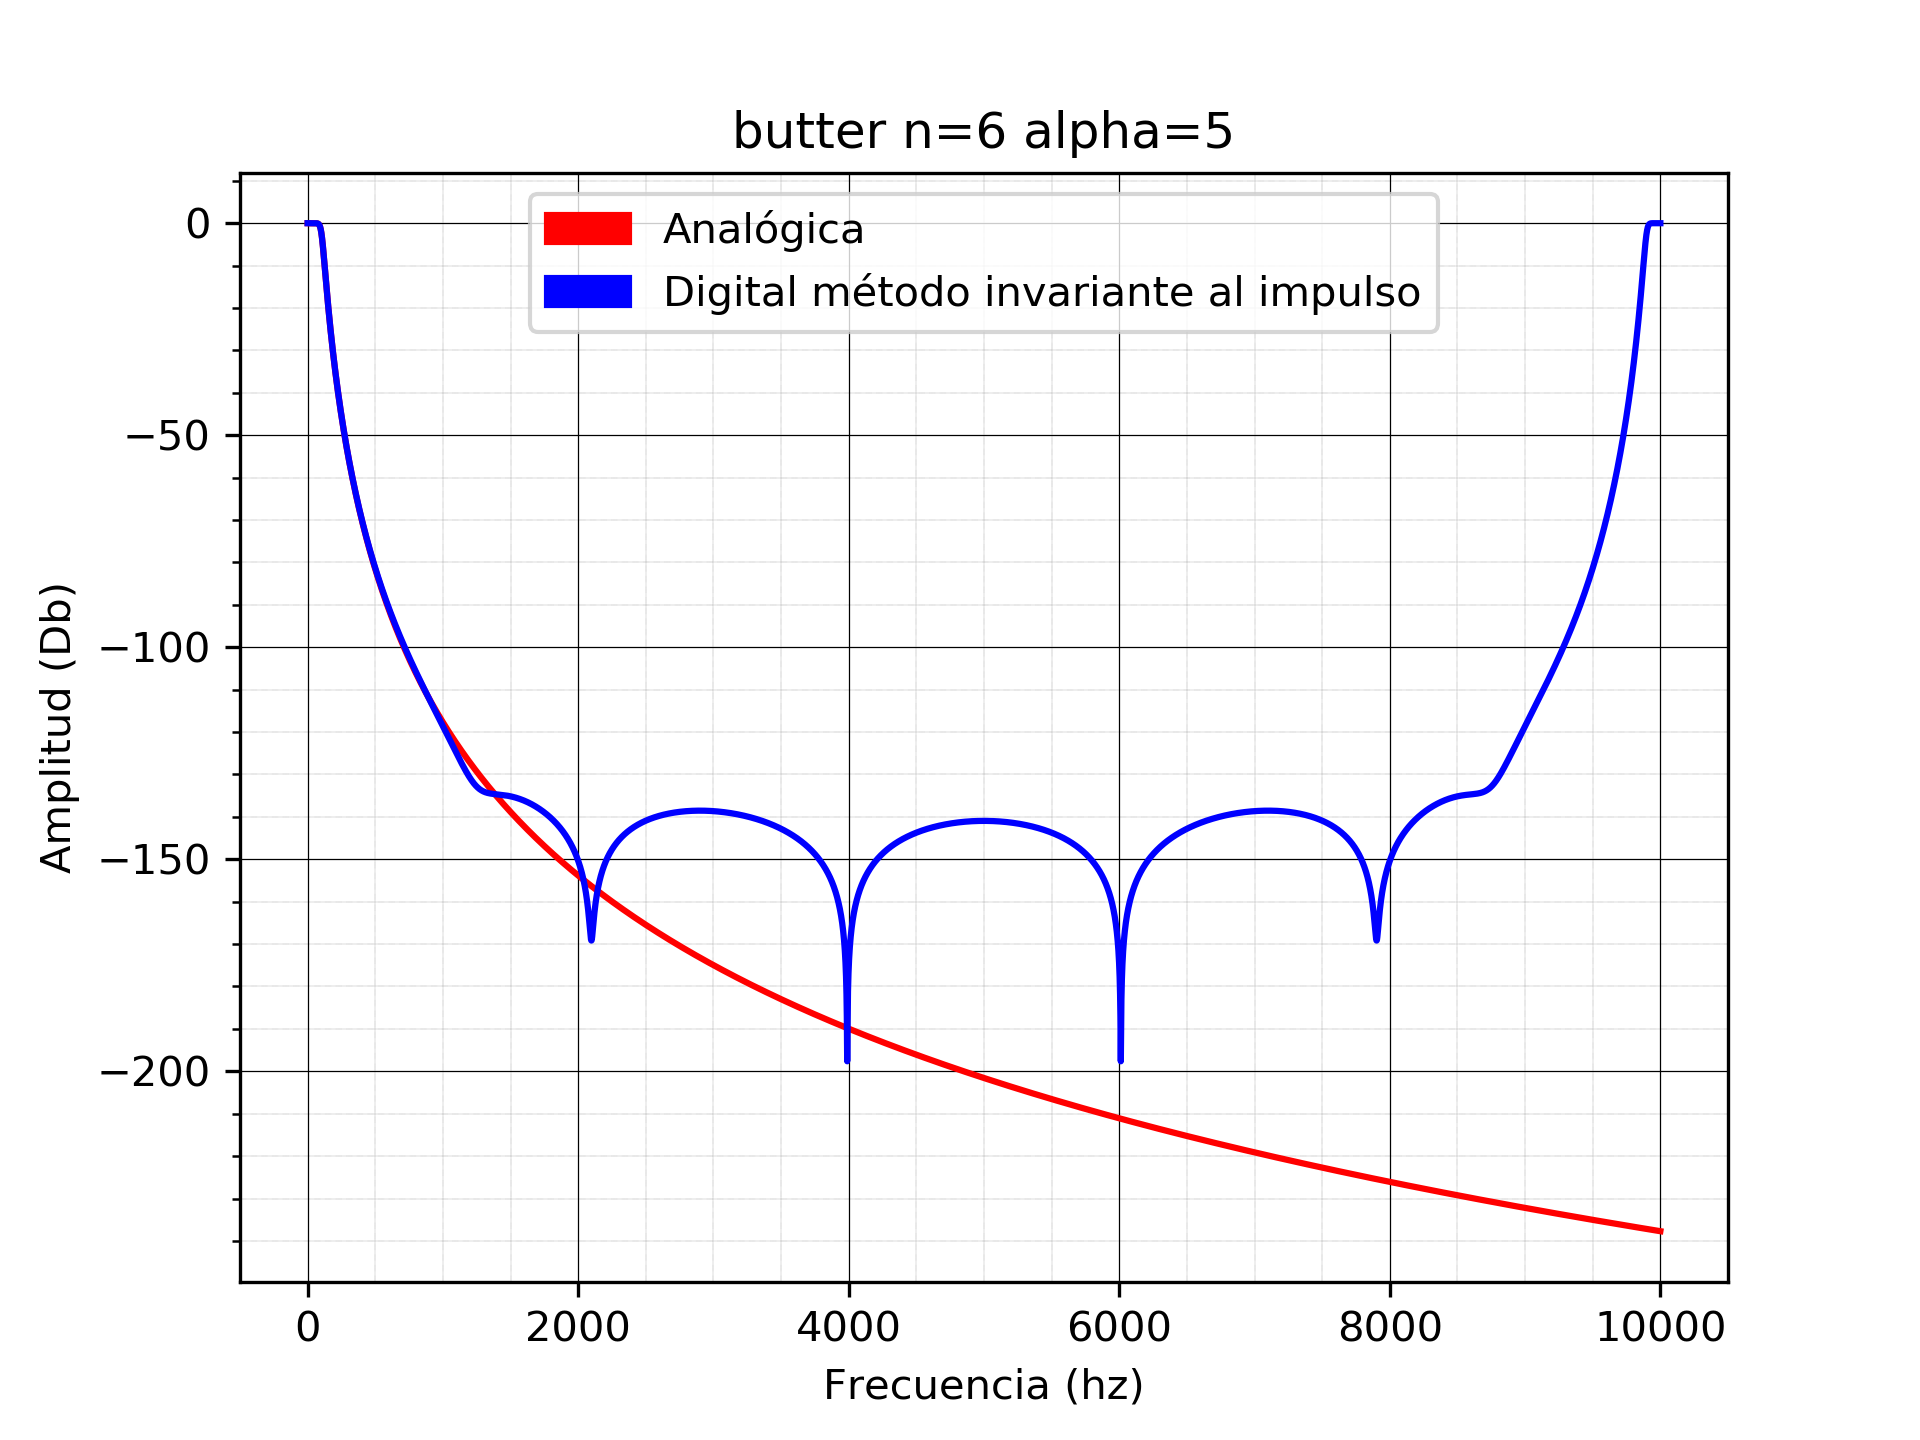 butter n=6 alpha=5
Analógica
Digital método invariante al impulso
Amplitud (Db)
0
−50
−100
−150
−200
0 2000 4000 6000 8000 10000
Frecuencia (hz)